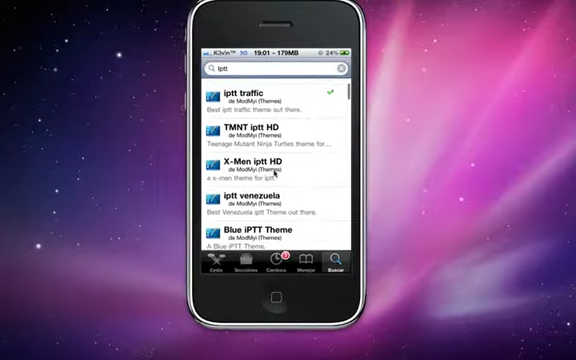 K3v!n™ 3G 19:01 - 179MB 24%
iptt
iptt traffic
de ModMyi (Themes)
Best iptt traffic theme out there.
TMNT iptt HD
de ModMyi (Themes)
Teenage Mutant Ninja Turtles theme for...
X-Men iptt HD
de ModMyi (Themes)
a x-men theme for iptt.
iptt venezuela
de ModMyi (Themes)
Best Venezuela iptt Theme out there.
Blue iPTT Theme
de ModMyi (Themes)
A Blue iPTT Theme.
Cydia Secciones Cambios Manejar Buscar